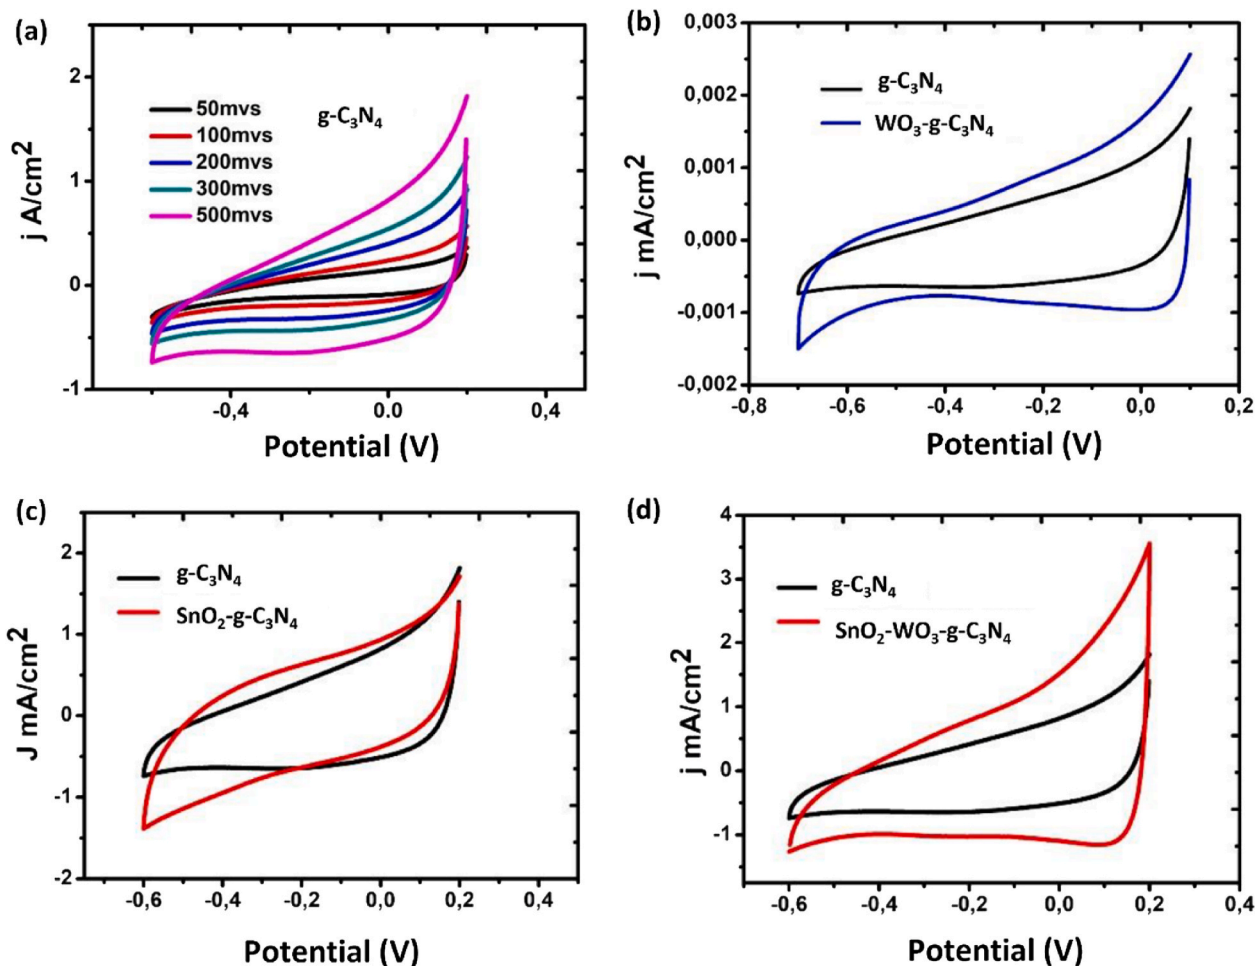 (a)
2
1
0
-1
j A/cm²
50mvs
100mvs
200mvs
300mvs
500mvs
g-C₃N₄
-0,4
0,0
0,4
Potential (V)
(b)
0,003
0,002
0,001
0,000
-0,001
-0,002
j mA/cm²
g-C₃N₄
WO₃-g-C₃N₄
-0,8
-0,6
-0,4
-0,2
0,0
0,2
Potential (V)
(c)
2
1
0
-1
-2
J mA/cm²
g-C₃N₄
SnO₂-g-C₃N₄
-0,6
-0,4
-0,2
0,0
0,2
0,4
Potential (V)
(d)
4
3
2
1
0
-1
j mA/cm²
g-C₃N₄
SnO₂-WO₃-g-C₃N₄
-0,6
-0,4
-0,2
0,0
0,2
0,4
Potential (V)